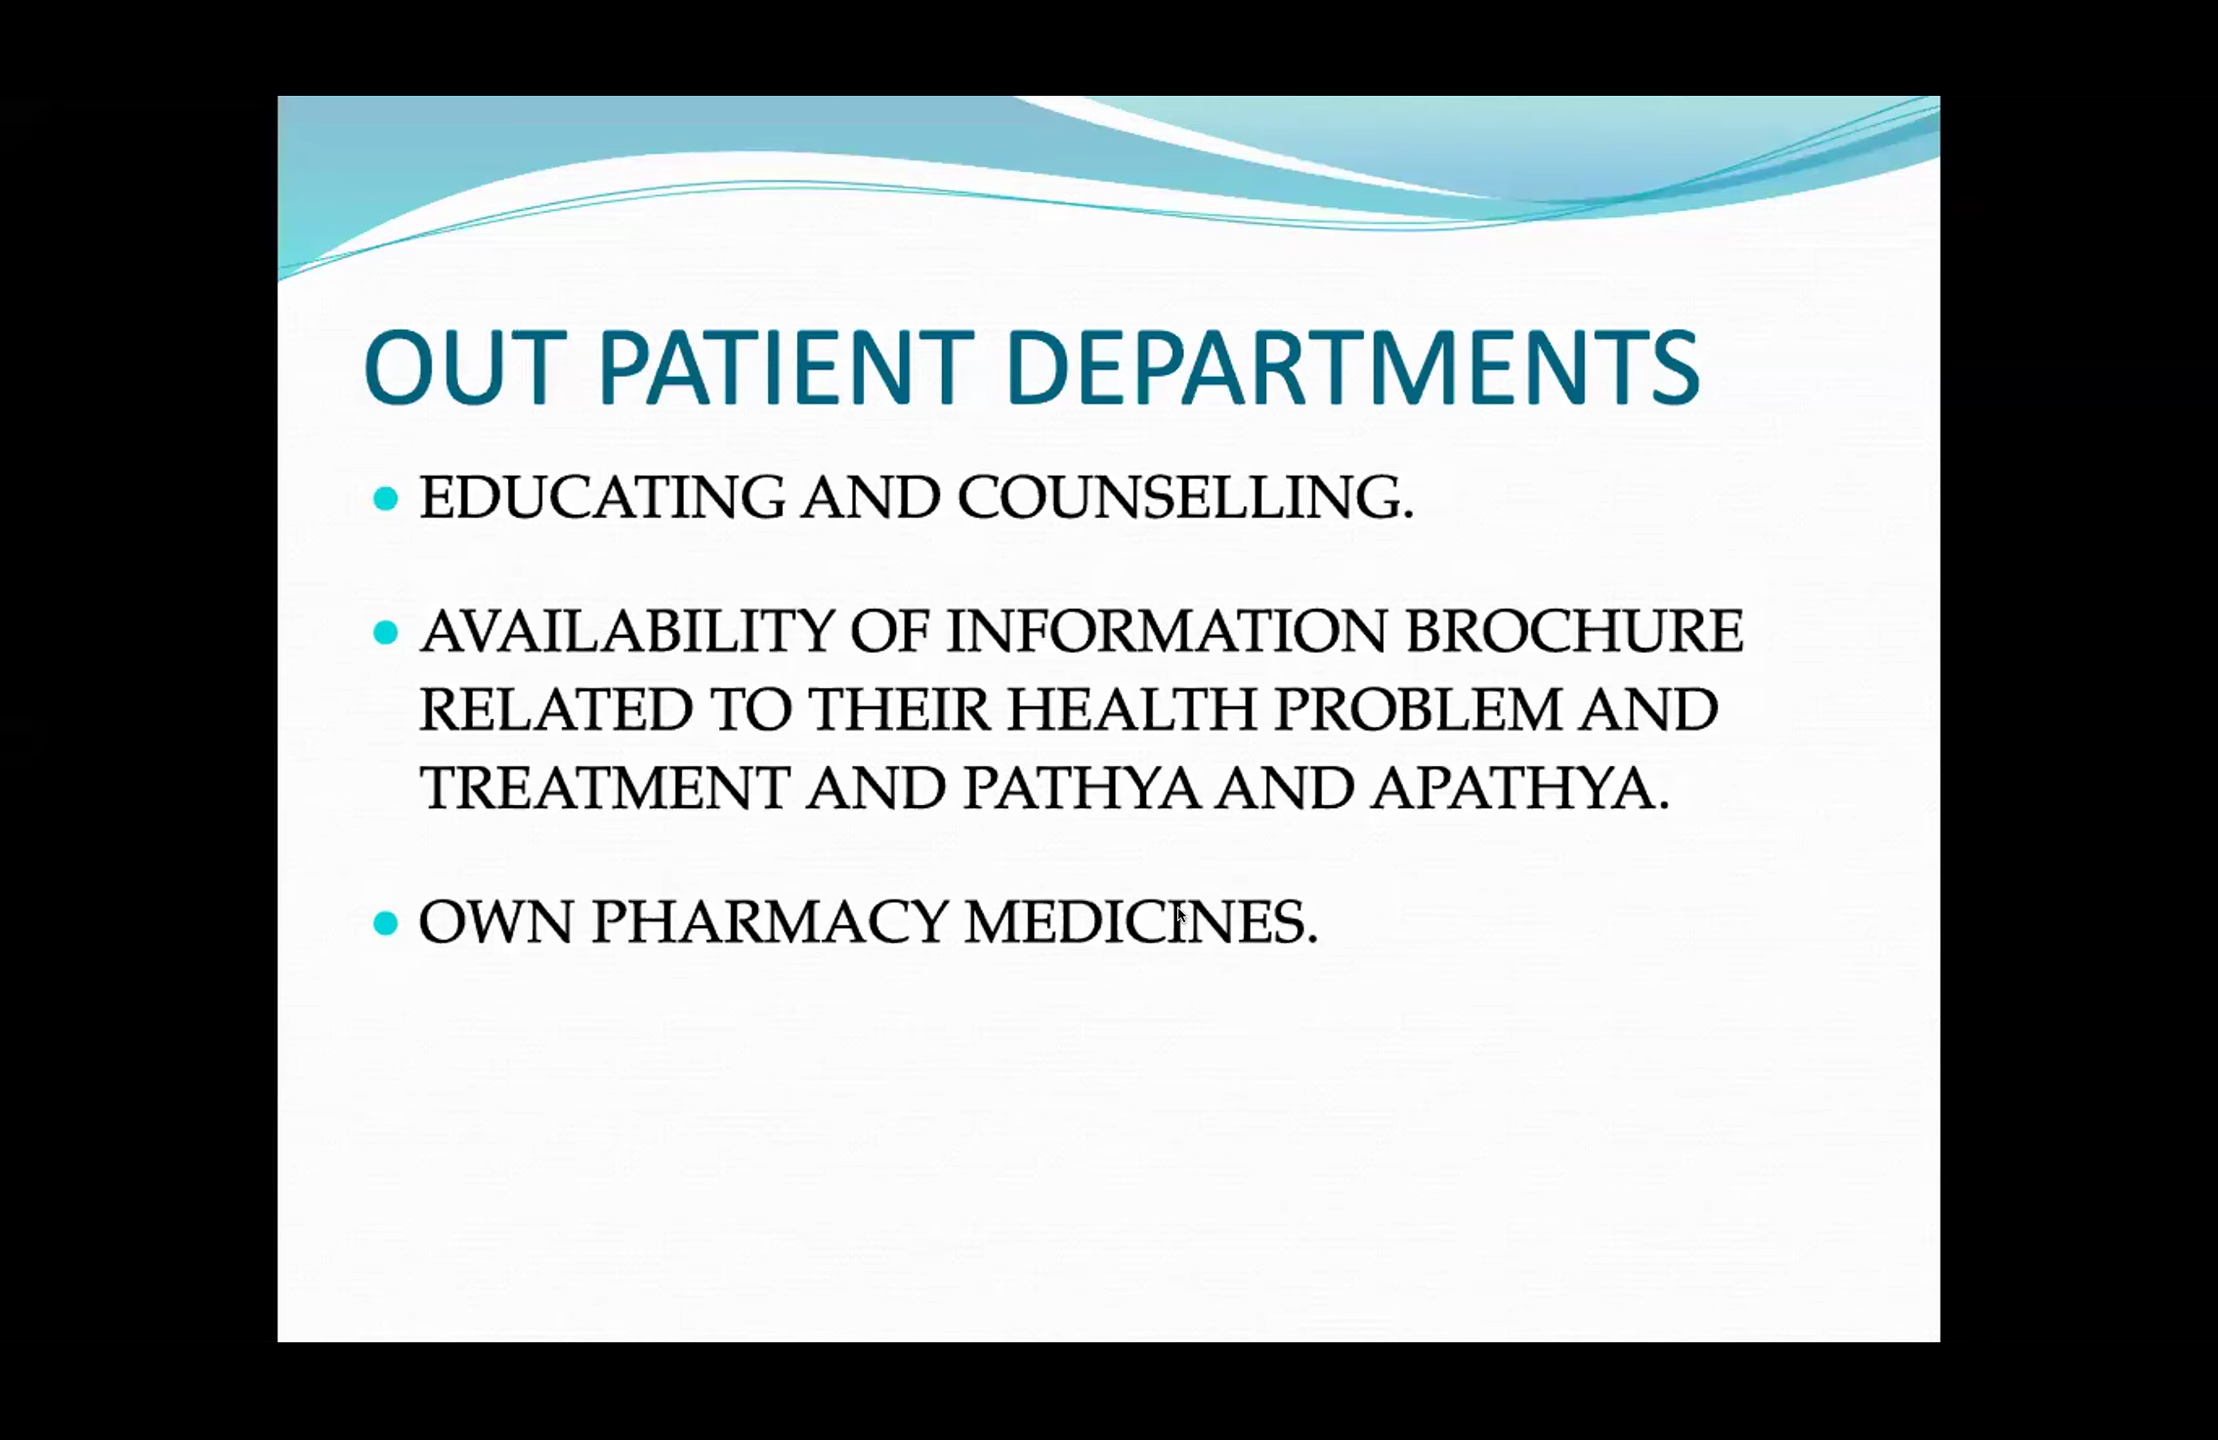 OUT PATIENT DEPARTMENTS
EDUCATING AND COUNSELLING.
AVAILABILITY OF INFORMATION BROCHURE
RELATED TO THEIR HEALTH PROBLEM AND
TREATMENT AND PATHYA AND APATHYA.
OWN PHARMACY MEDICINES.